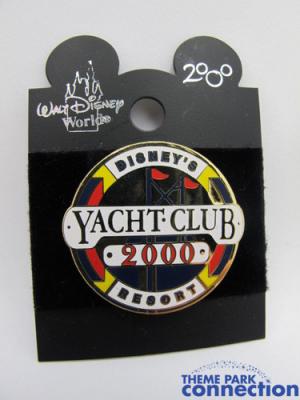 WALT DISNEY
World®
2000
DISNEY'S
YACHT CLUB
2000
RESORT
THEME PARK
connection